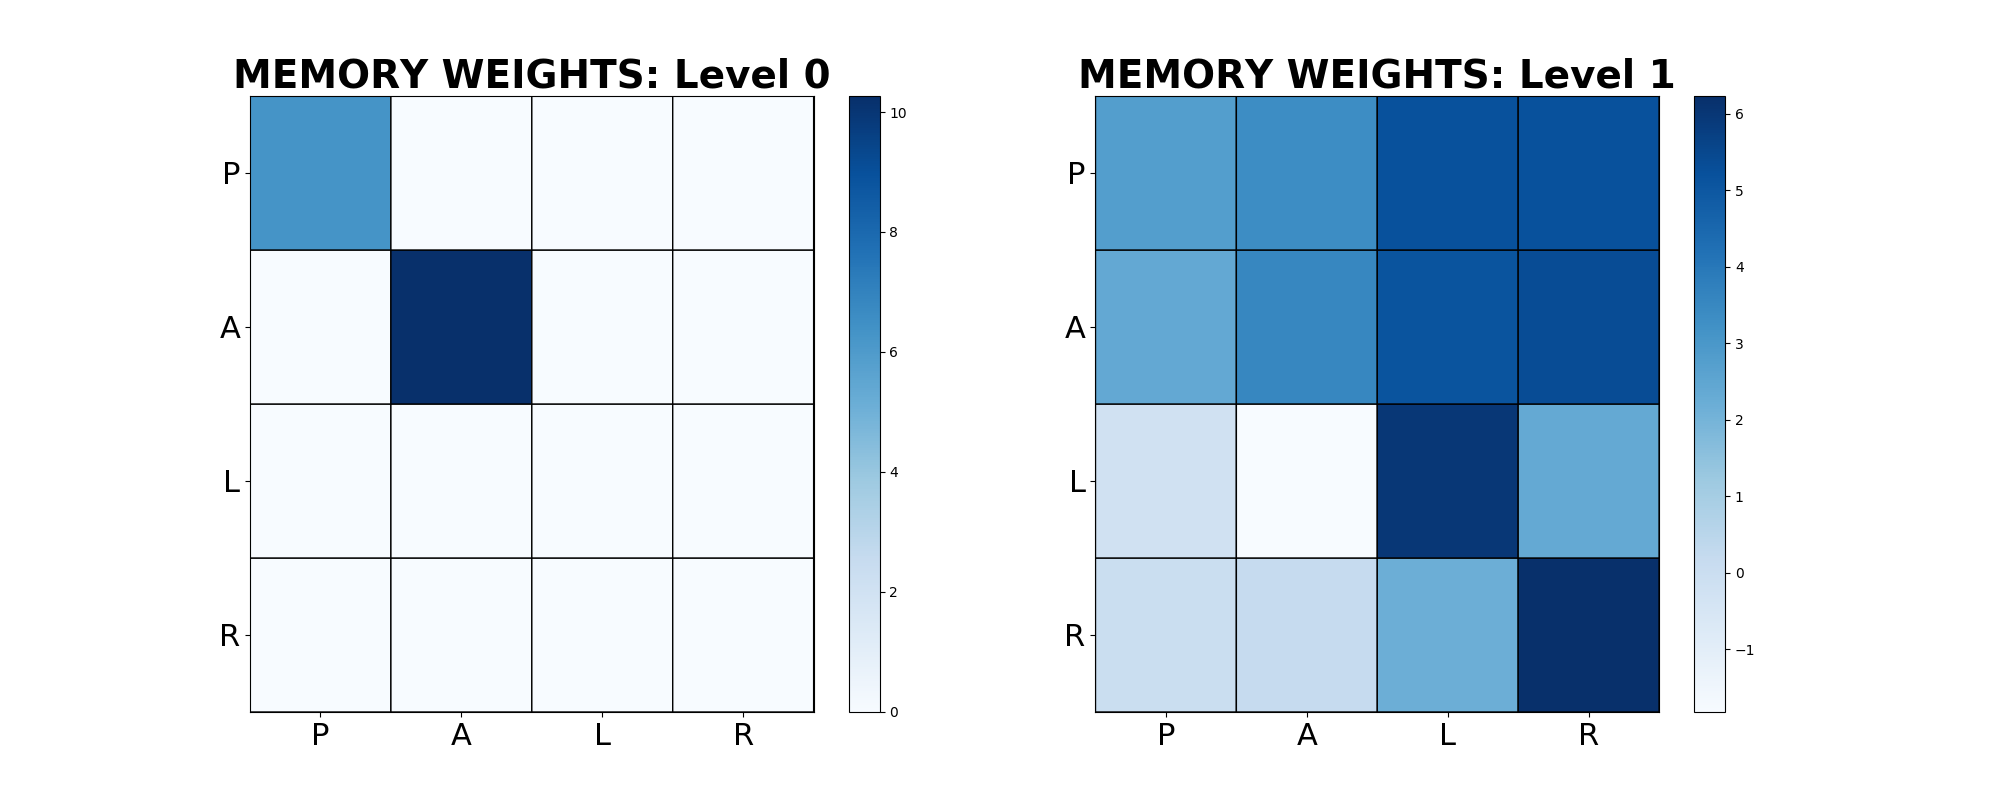 MEMORY WEIGHTS: Level 0
P
A
L
R
P A L R
10
8
6
4
2
0
MEMORY WEIGHTS: Level 1
P
A
L
R
P A L R
6
5
4
3
2
1
0
−1